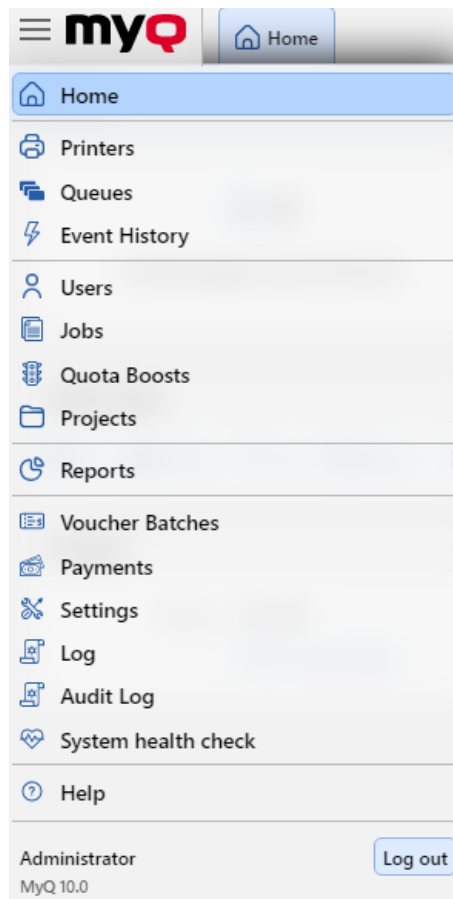 myQ
Home
Home
Printers
Queues
Event History
Users
Jobs
Quota Boosts
Projects
Reports
Voucher Batches
Payments
Settings
Log
Audit Log
System health check
Help
Administrator
Log out
MyQ 10.0